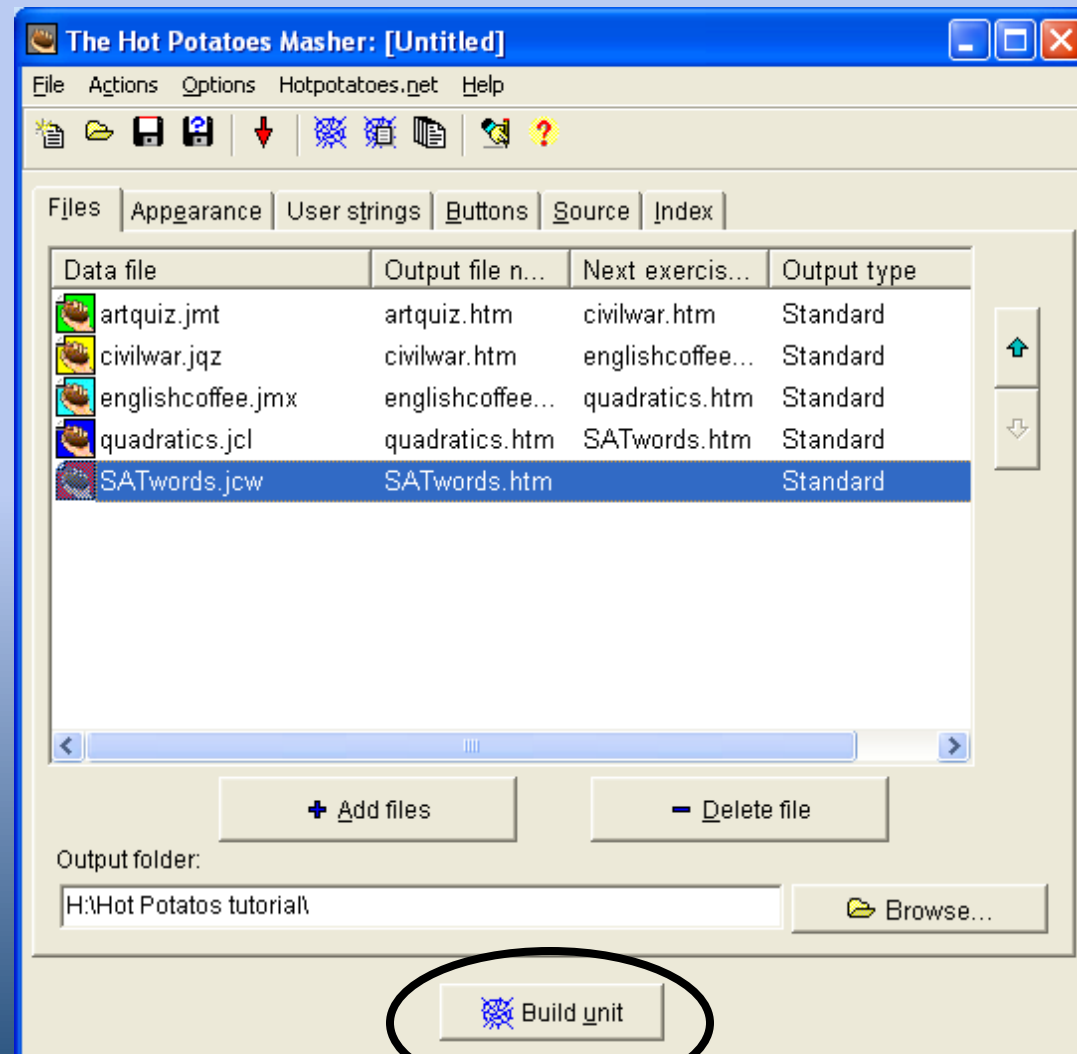 The Hot Potatoes Masher: [Untitled]
File Actions Options Hotpotatoes.net Help
Files Appearance User strings Buttons Source Index
Data file Output file n... Next exercis... Output type
artquiz.jmt artquiz.htm civilwar.htm Standard
civilwar.jqz civilwar.htm englishcoffee... Standard
englishcoffee.jmx englishcoffee... quadratics.htm Standard
quadratics.jcl quadratics.htm SATwords.htm Standard
SATwords.jcw SATwords.htm Standard
Add files Delete file
Output folder:
H:\Hot Potatos tutorial\ Browse...
Build unit